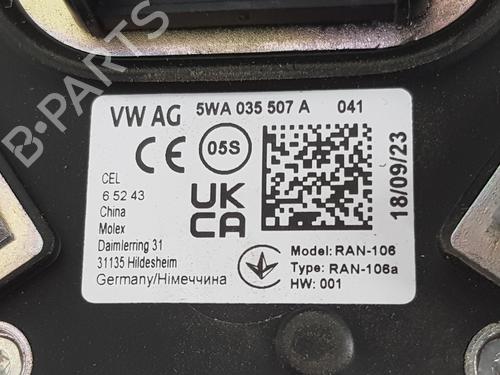 VW AG 5WA 035 507 A 041
CE 05S
CEL
6 52 43
China
Molex
Daimlerring 31
31135 Hildesheim
Germany/Німеччина
UK
CA
Model: RAN-106
Type: RAN-106a
HW: 001
18/09/23
B-PARTS